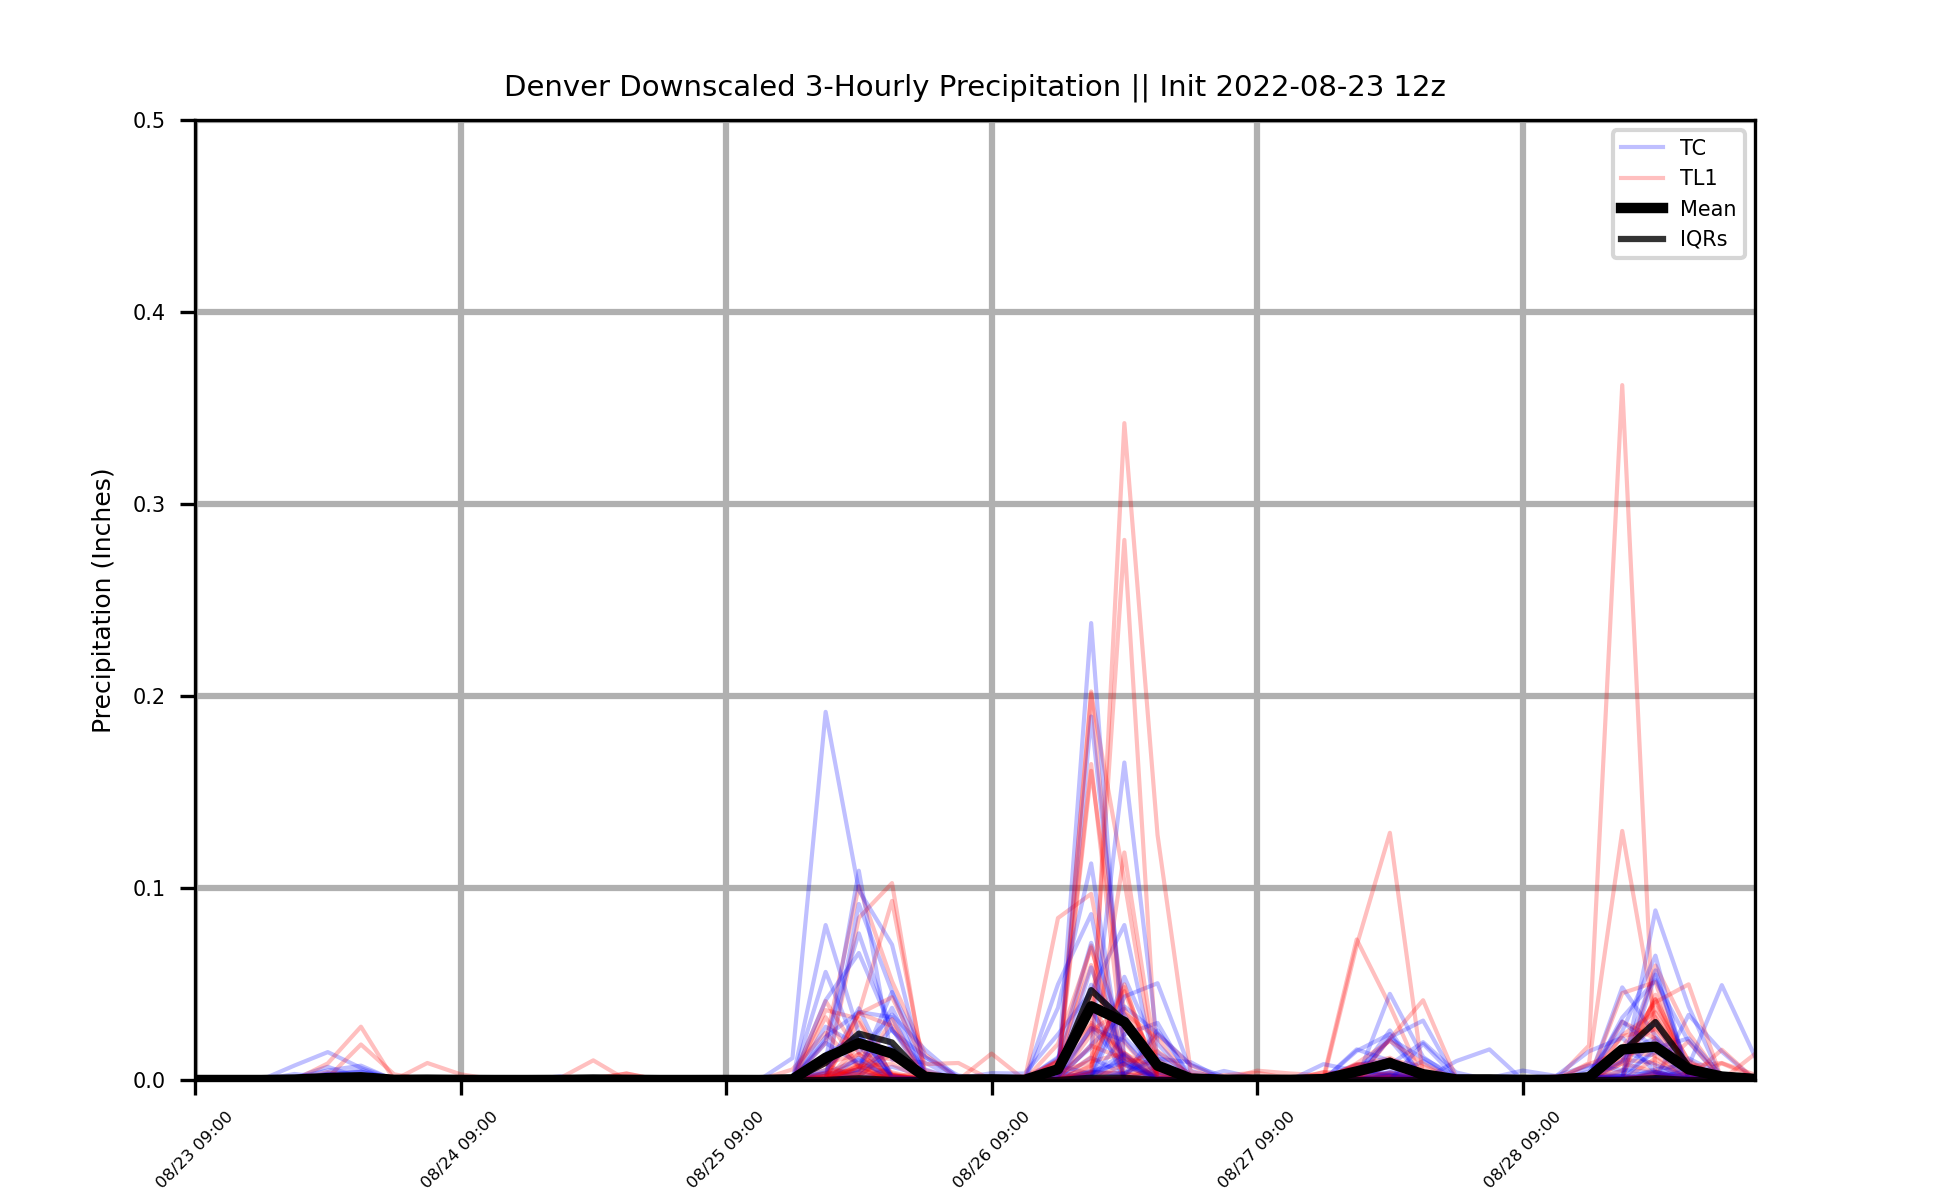 Denver Downscaled 3-Hourly Precipitation || Init 2022-08-23 12z
0.5
0.4
0.3
0.2
0.1
0.0
Precipitation (Inches)
TC
TL1
Mean
IQRs
08/23 09:00
08/24 09:00
08/25 09:00
08/26 09:00
08/27 09:00
08/28 09:00